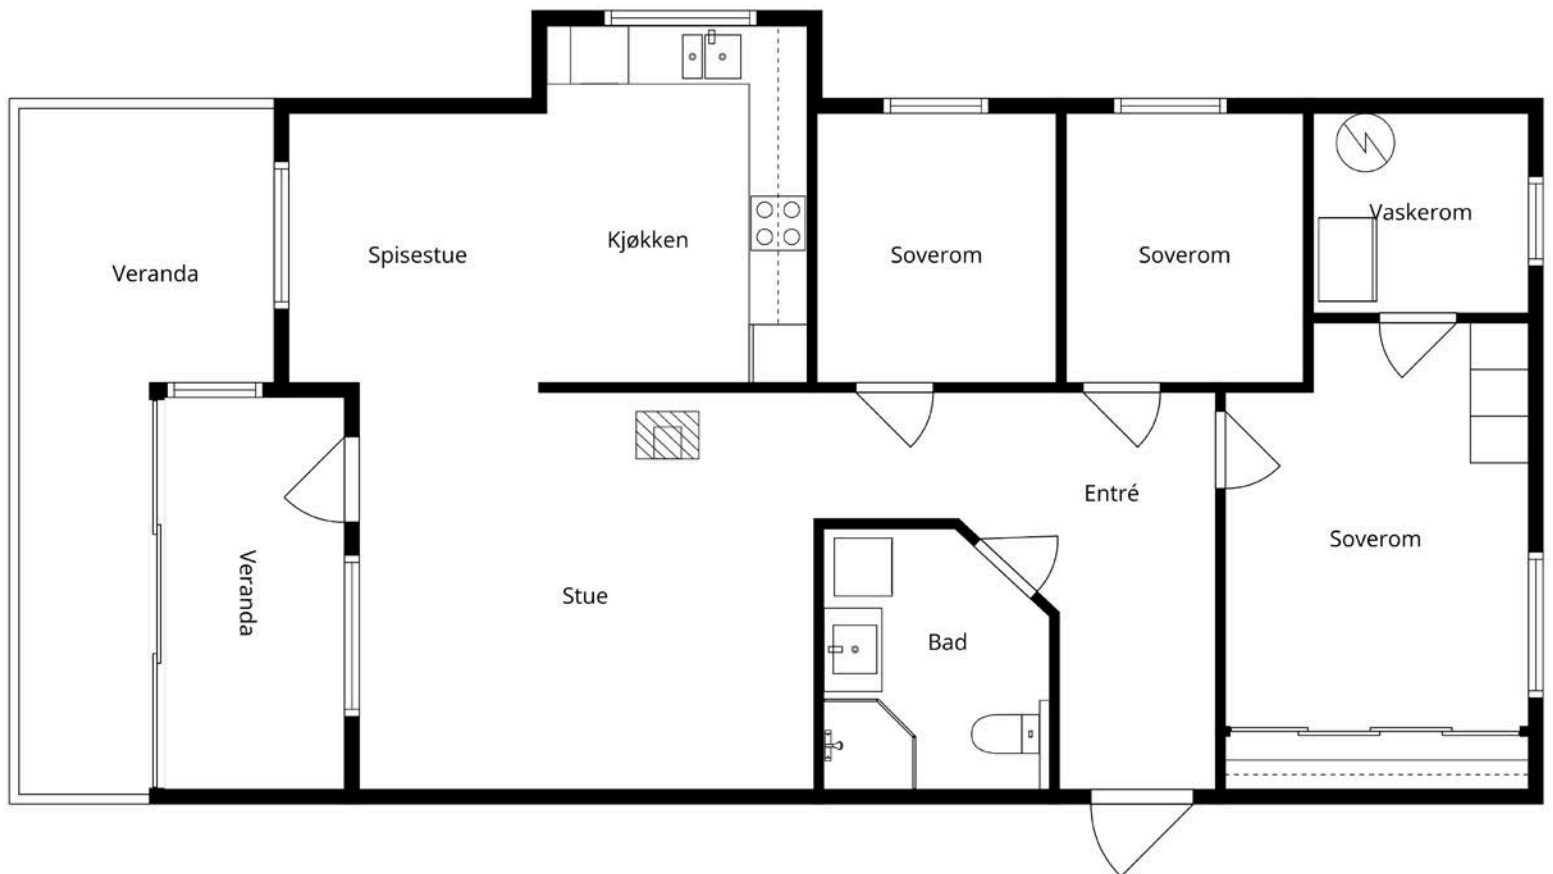 Vaskerom
Kjøkken
Spisestue
Soverom
Soverom
Veranda
Entré
Soverom
Veranda
Stue
Bad